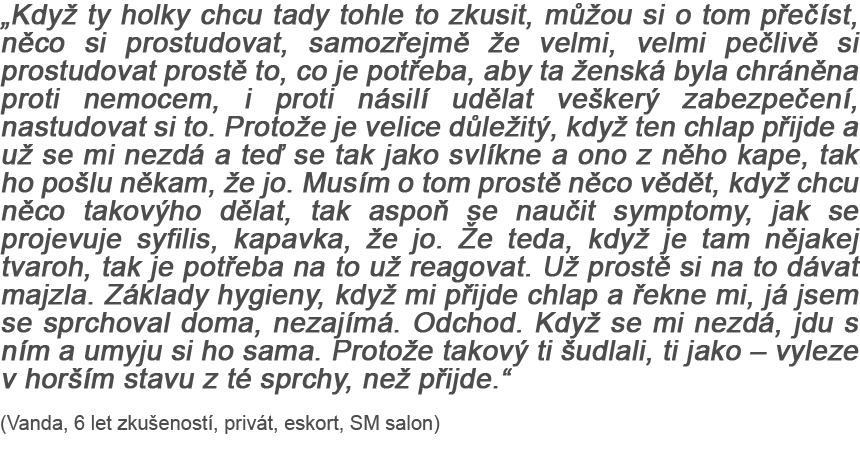 „Když ty holky chcu tady tohle to zkusit, můžou si o tom přečíst,
něco si prostudovat, samozřejmě že velmi, velmi pečlivě si
prostudovat prostě to, co je potřeba, aby ta ženská byla chráněna
proti nemocem, i proti násilí udělat veškerý zabezpečení,
nastudovat si to. Protože je velice důležitý, když ten chlap přijde a
už se mi nezdá a teď se tak jako svlíkne a ono z něho kape, tak
ho pošlu někam, že jo. Musím o tom prostě něco vědět, když chcu
něco takovýho dělat, tak aspoň se naučit symptomy, jak se
projevuje syfilis, kapavka, že jo. Že teda, když je tam nějakej
tvaroh, tak je potřeba na to už reagovat. Už prostě si na to dávat
majzla. Základy hygieny, když mi přijde chlap a řekne mi, já jsem
se sprchoval doma, nezajímá. Odchod. Když se mi nezdá, jdu s
ním a umyju si ho sama. Protože takový ti šudlali, ti jako – vyleze
v horším stavu z té sprchy, než přijde.“
(Vanda, 6 let zkušeností, privát, eskort, SM salon)